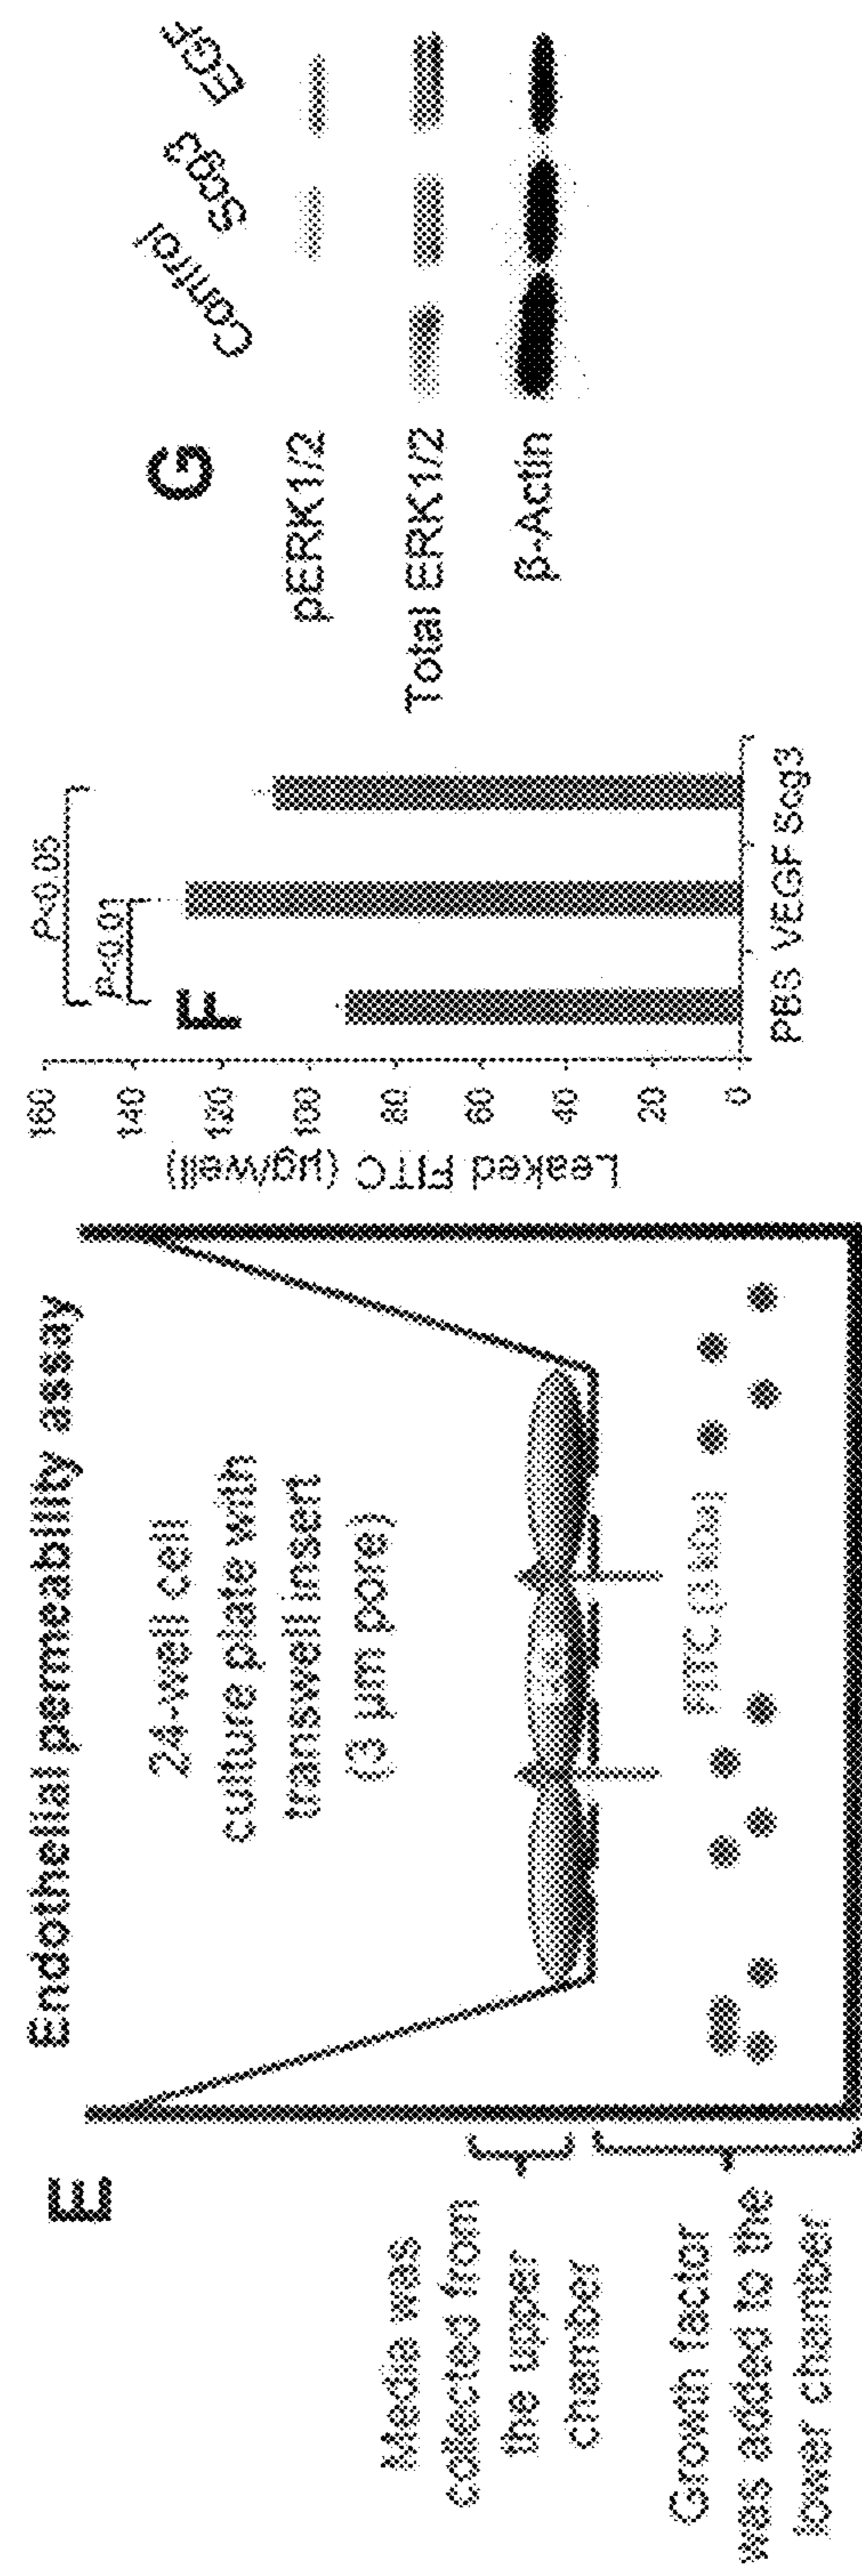 E
Endothelial permeability assay
24-well cell
culture plate with
transwell insert
(3 µm pore)
Media was
collected from
the upper
chamber
Growth factor
was added to the
lower chamber
FITC (3 kDa)
F
P<0.05
P<0.01
Leaked FITC (µg/well)
160
140
120
100
80
60
40
20
0
PBS VEGF Scg3
G
Control Scg3 EGF
pERK1/2
Total ERK1/2
β-Actin